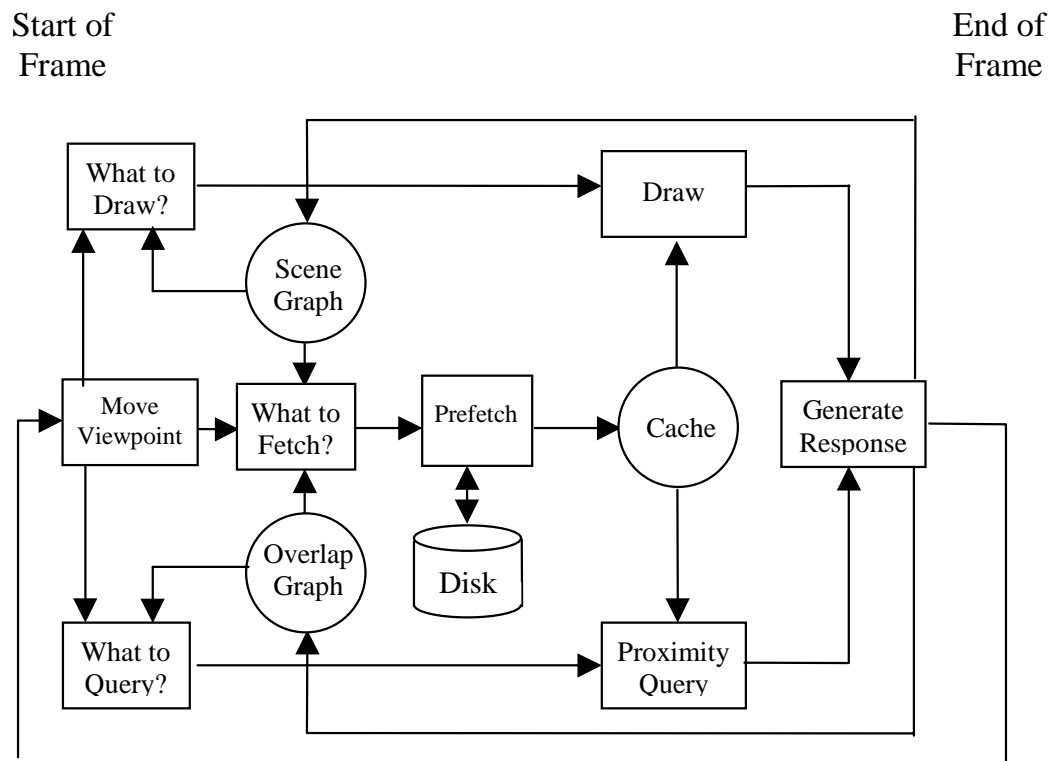 Start of
Frame
End of
Frame
What to
Draw?
Draw
Scene
Graph
Move
Viewpoint
What to
Fetch?
Prefetch
Cache
Generate
Response
Overlap
Graph
Disk
What to
Query?
Proximity
Query